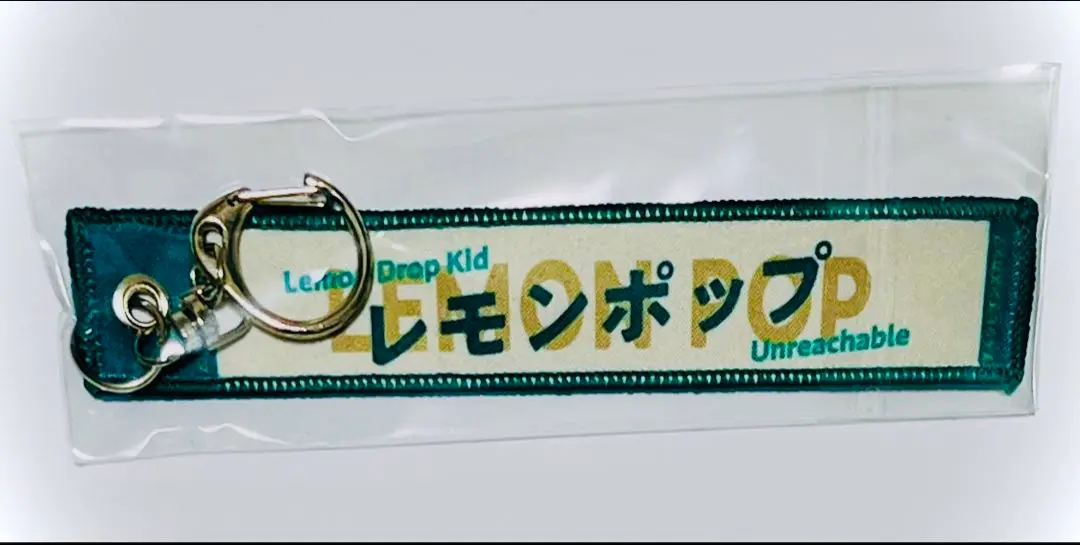 Lemon Drop Kid
LEMON POP
レモンポップ
Unreachable